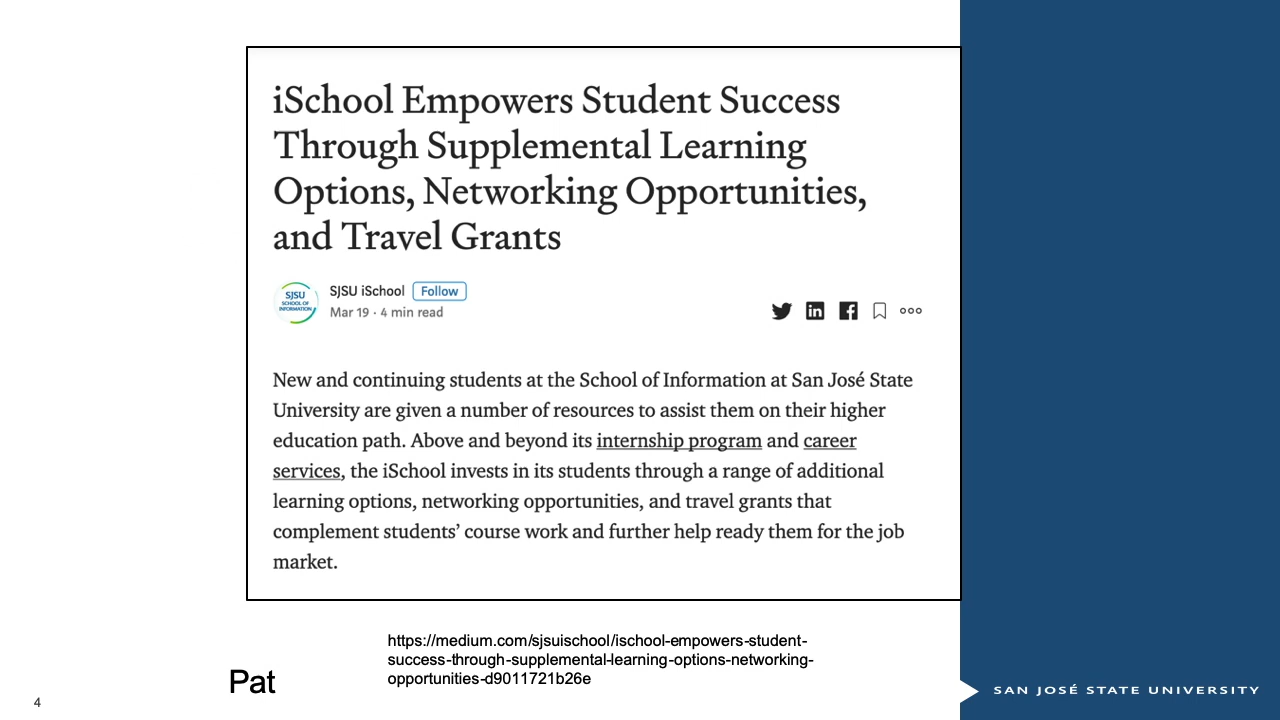 iSchool Empowers Student Success
Through Supplemental Learning
Options, Networking Opportunities,
and Travel Grants
SJSU
SCHOOL OF
INFORMATION
SJSU iSchool Follow
Mar 19 · 4 min read
New and continuing students at the School of Information at San José State
University are given a number of resources to assist them on their higher
education path. Above and beyond its internship program and career
services, the iSchool invests in its students through a range of additional
learning options, networking opportunities, and travel grants that
complement students’ course work and further help ready them for the job
market.
https://medium.com/sjsuischool/ischool-empowers-student-
success-through-supplemental-learning-options-networking-
opportunities-d9011721b26e
Pat
4
SAN JOSÉ STATE UNIVERSITY